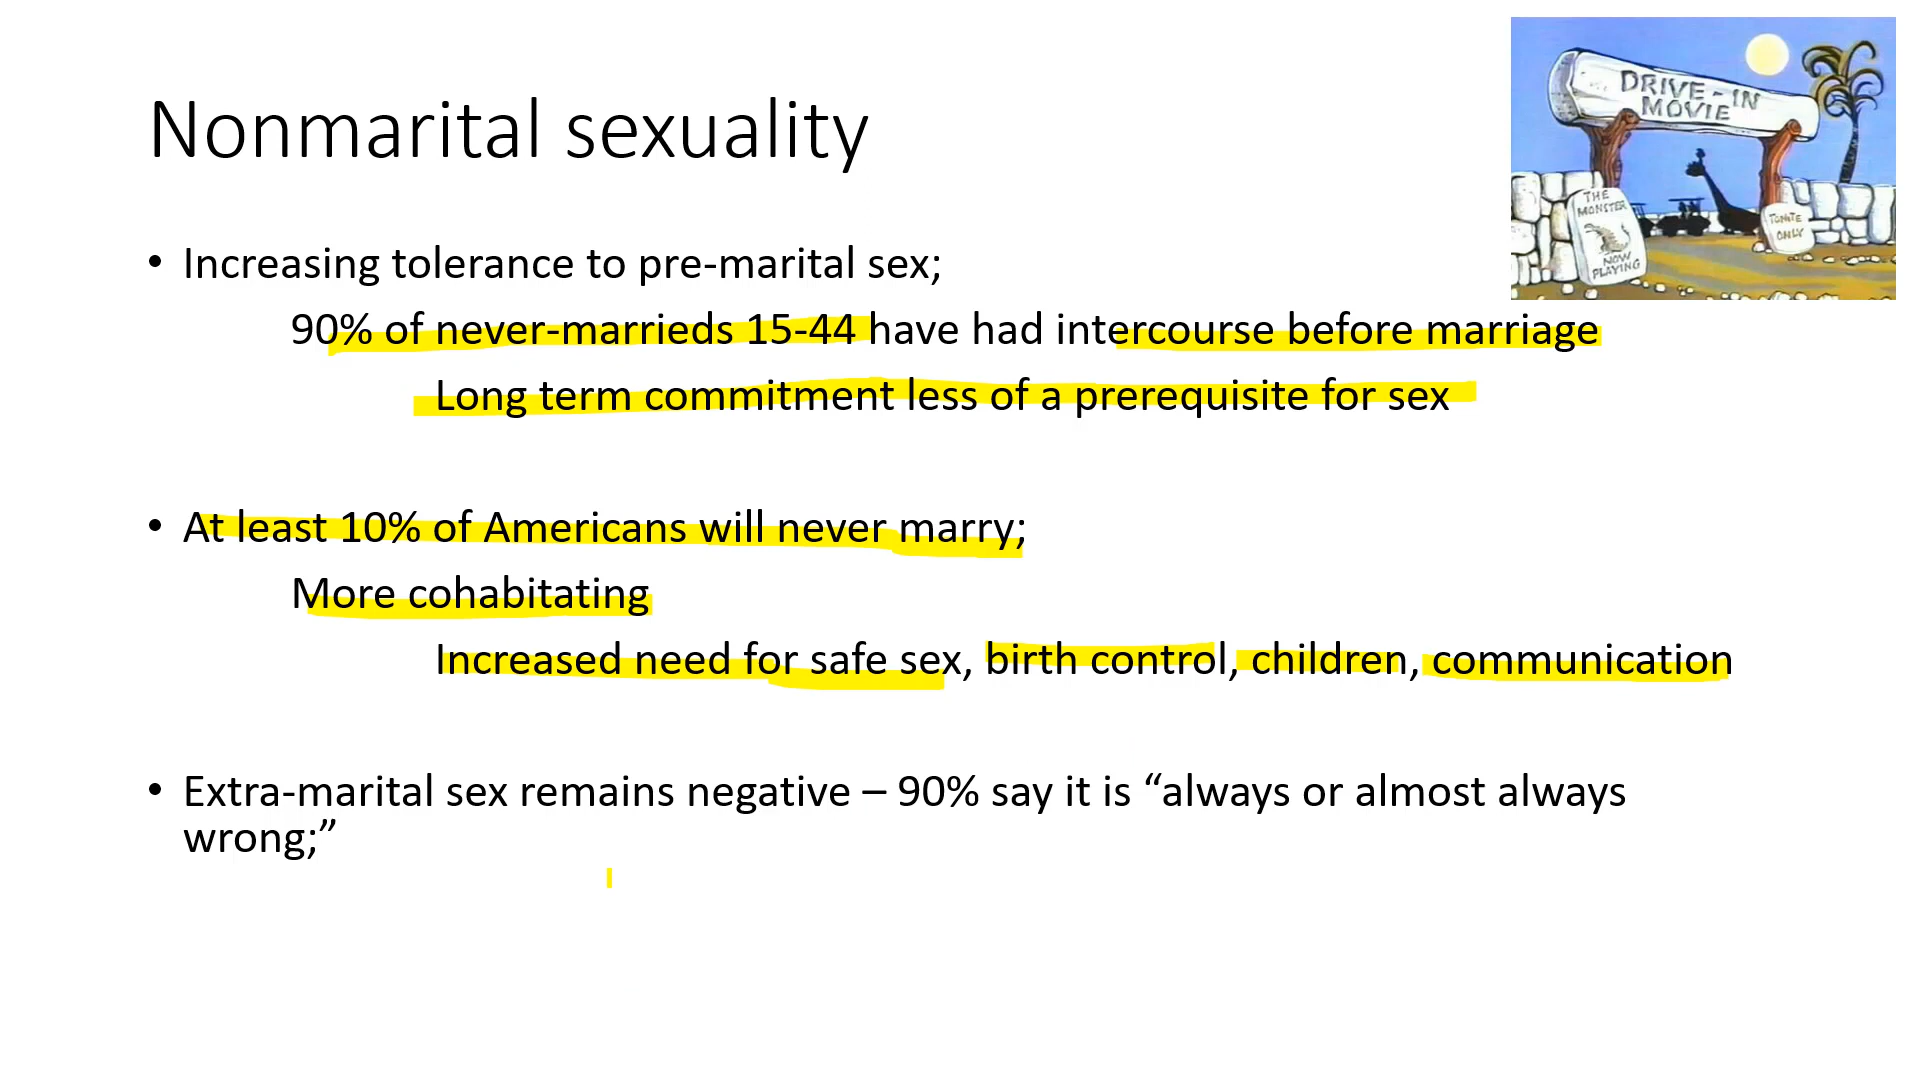 Nonmarital sexuality
DRIVE-IN
MOVIE
THE
MONSTER
NOW
PLAYING
TONITE
ONLY
• Increasing tolerance to pre-marital sex;
90% of never-marrieds 15-44 have had intercourse before marriage
Long term commitment less of a prerequisite for sex
• At least 10% of Americans will never marry;
More cohabitating
Increased need for safe sex, birth control, children, communication
• Extra-marital sex remains negative – 90% say it is “always or almost always
wrong;”